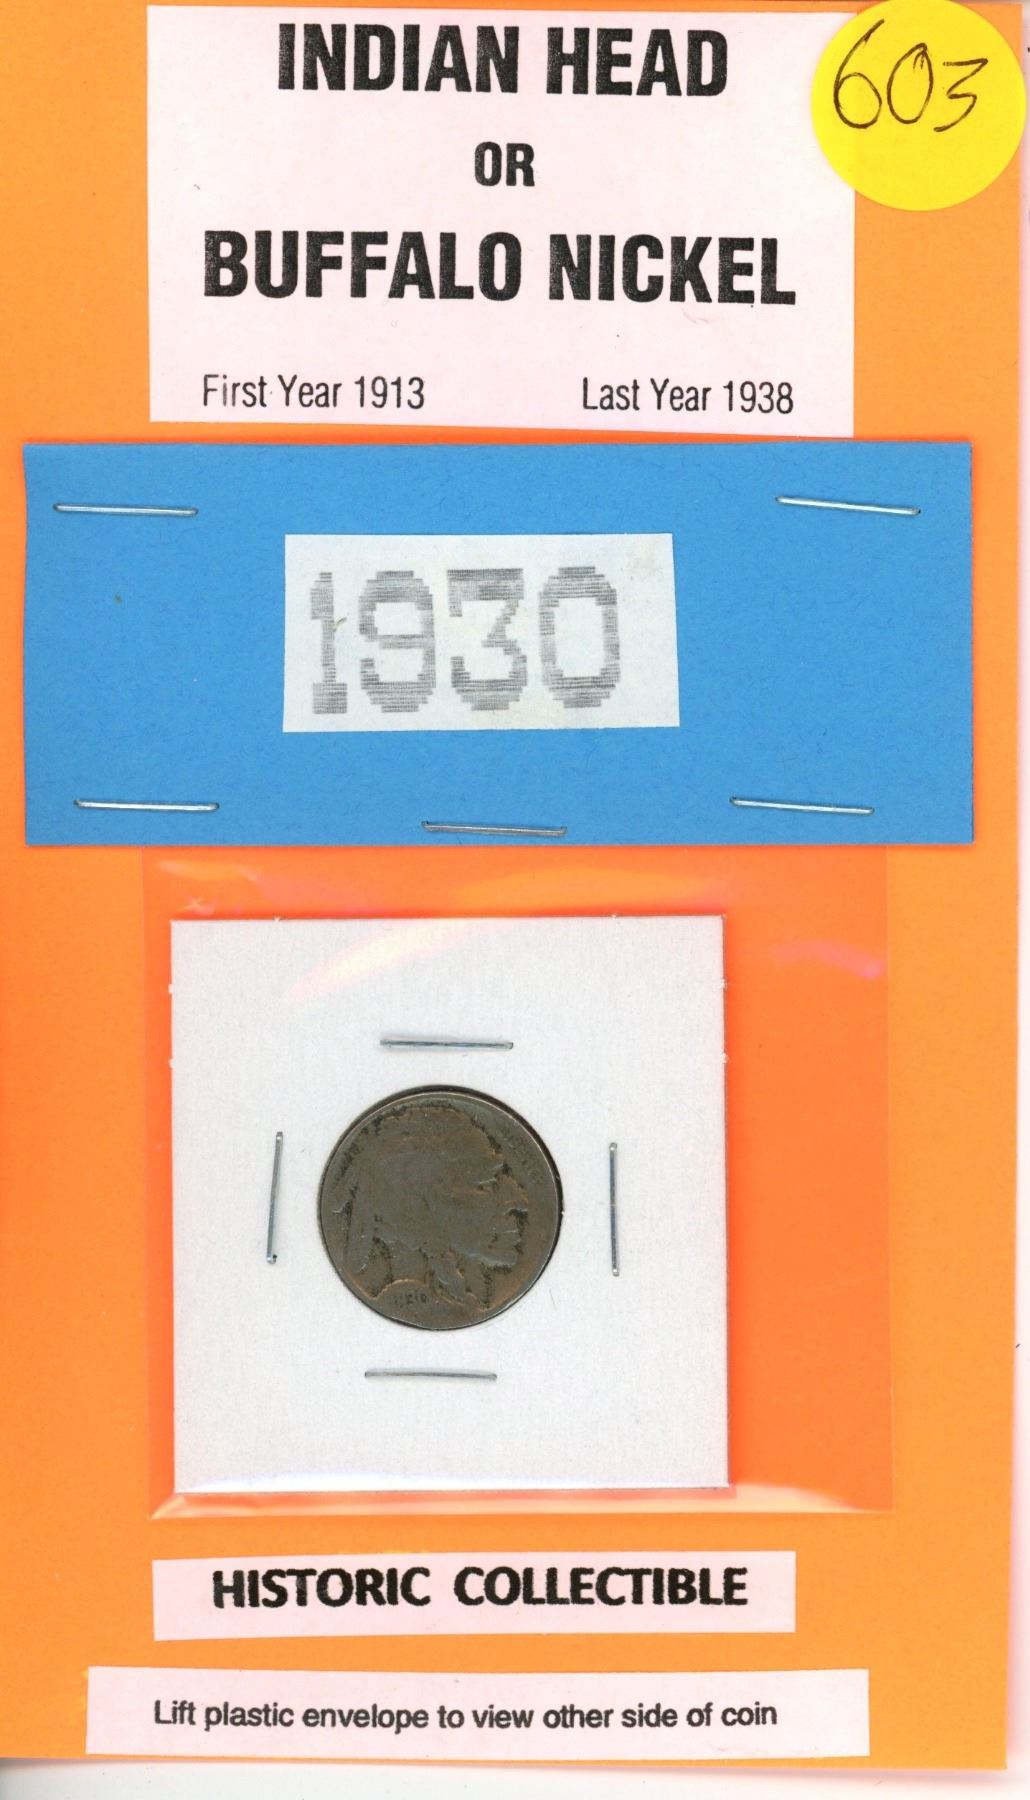 INDIAN HEAD
603
OR
BUFFALO NICKEL
First Year 1913 Last Year 1938
1930
HISTORIC COLLECTIBLE
Lift plastic envelope to view other side of coin